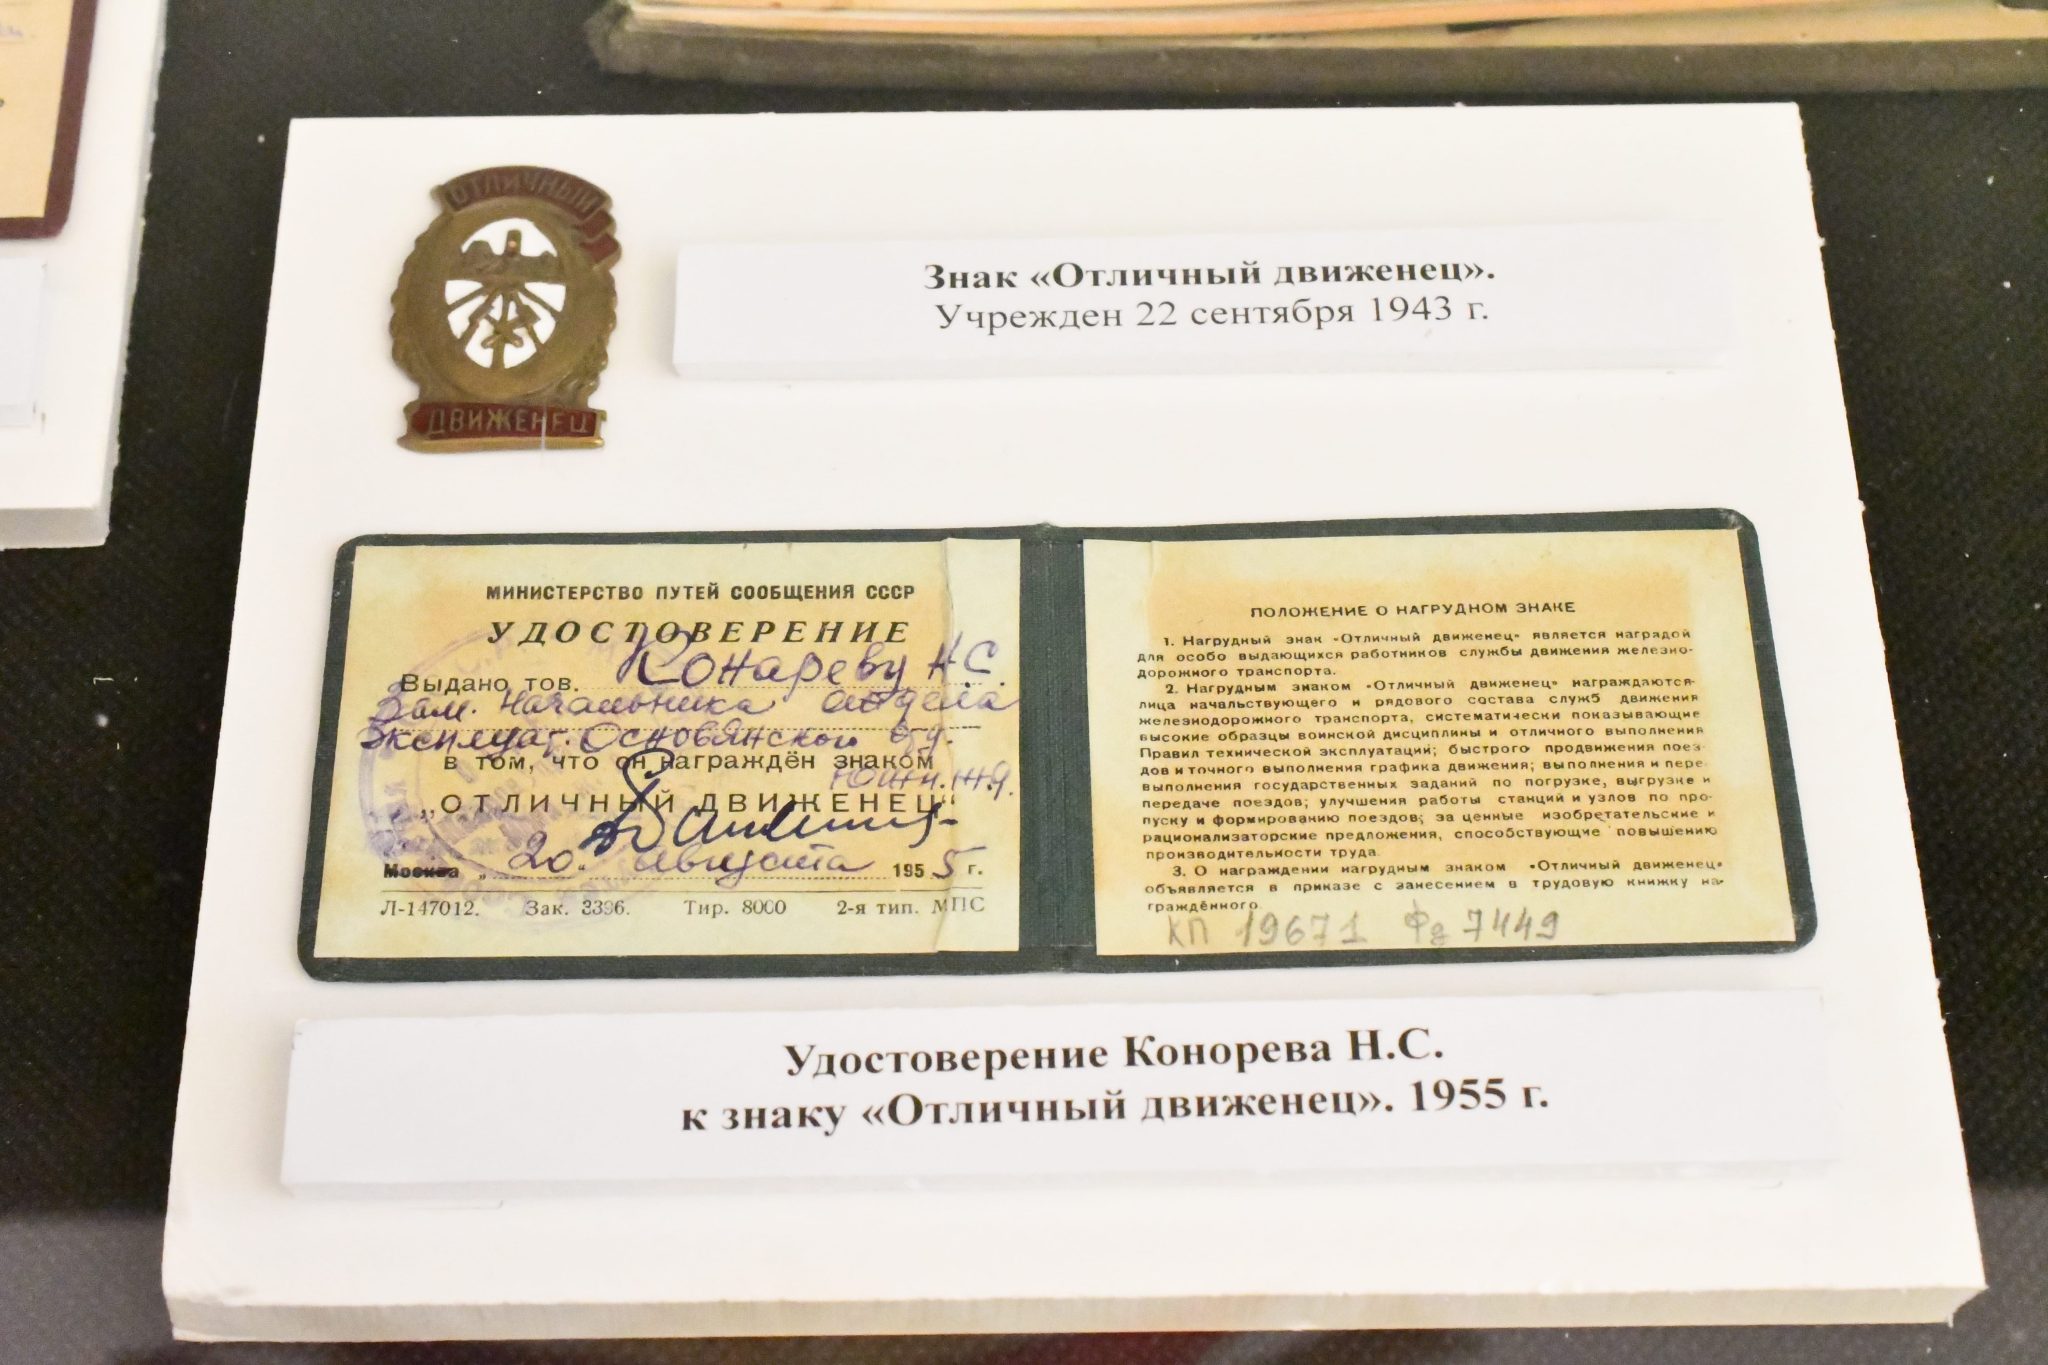 ОТЛИЧНЫЙ
ДВИЖЕНЕЦ
Знак «Отличный движенец».
Учрежден 22 сентября 1943 г.
МИНИСТЕРСТВО ПУТЕЙ СООБЩЕНИЯ СССР
УДОСТОВЕРЕНИЕ
Выдано тов. Конареву Н.С.
Зам. Начальника отдела
Эксплуат. Основянского отд.
в том, что он награждён знаком
Южн. ж.д.
„ОТЛИЧНЫЙ ДВИЖЕНЕЦ“
Москва „20" августа 1955 г.
Л-147012. Зак. 3396. Тир. 8000 2-я тип. МПС
ПОЛОЖЕНИЕ О НАГРУДНОМ ЗНАКЕ
1. Нагрудный знак «Отличный движенец» является наградой
для особо выдающихся работников службы движения железно-
дорожного транспорта.
2. Нагрудным знаком «Отличный движенец» награждаются
лица начальствующего и рядового состава служб движения
железнодорожного транспорта, систематически показывающие
высокие образцы воинской дисциплины и отличного выполнения
Правил технической эксплуатации; быстрого продвижения поез-
дов и точного выполнения графика движения; выполнения и пере-
выполнения государственных заданий по погрузке, выгрузке и
передаче поездов; улучшения работы станций и узлов по про-
пуску и формированию поездов; за ценные изобретательские и
рационализаторские предложения, способствующие повышению
производительности труда.
3. О награждении нагрудным знаком «Отличный движенец»
объявляется в приказе с занесением в трудовую книжку на-
граждённого.
КП 19671 Фд 7449
Удостоверение Конорева Н.С.
к знаку «Отличный движенец». 1955 г.